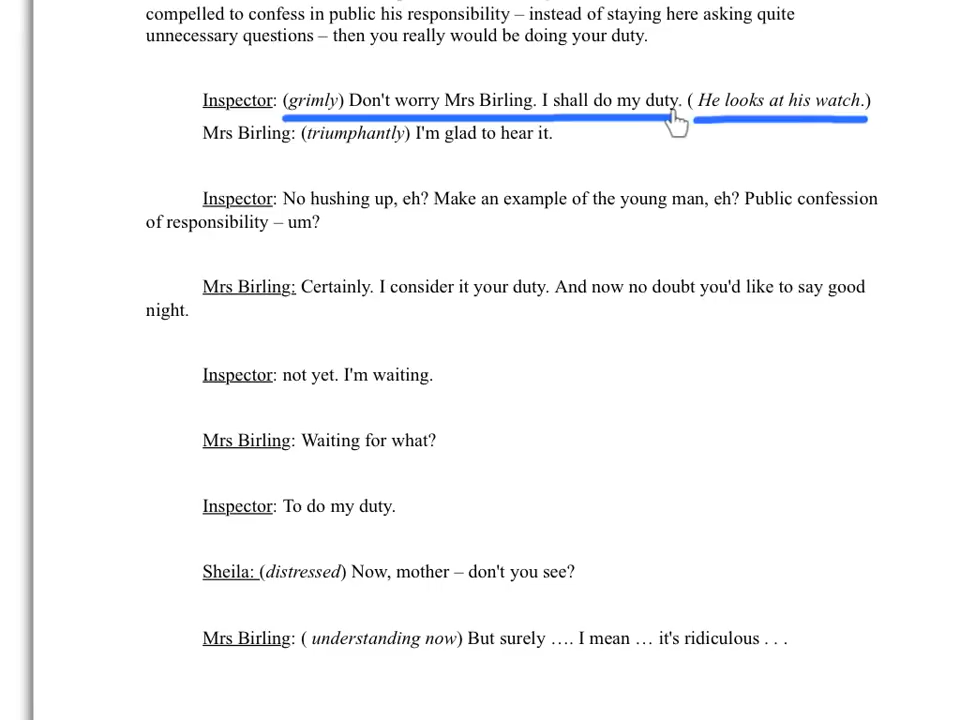 compelled to confess in public his responsibility – instead of staying here asking quite
unnecessary questions – then you really would be doing your duty.
Inspector: (grimly) Don't worry Mrs Birling. I shall do my duty. ( He looks at his watch.)
Mrs Birling: (triumphantly) I'm glad to hear it.
Inspector: No hushing up, eh? Make an example of the young man, eh? Public confession
of responsibility – um?
Mrs Birling: Certainly. I consider it your duty. And now no doubt you'd like to say good
night.
Inspector: not yet. I'm waiting.
Mrs Birling: Waiting for what?
Inspector: To do my duty.
Sheila: (distressed) Now, mother – don't you see?
Mrs Birling: ( understanding now) But surely …. I mean … it's ridiculous . . .